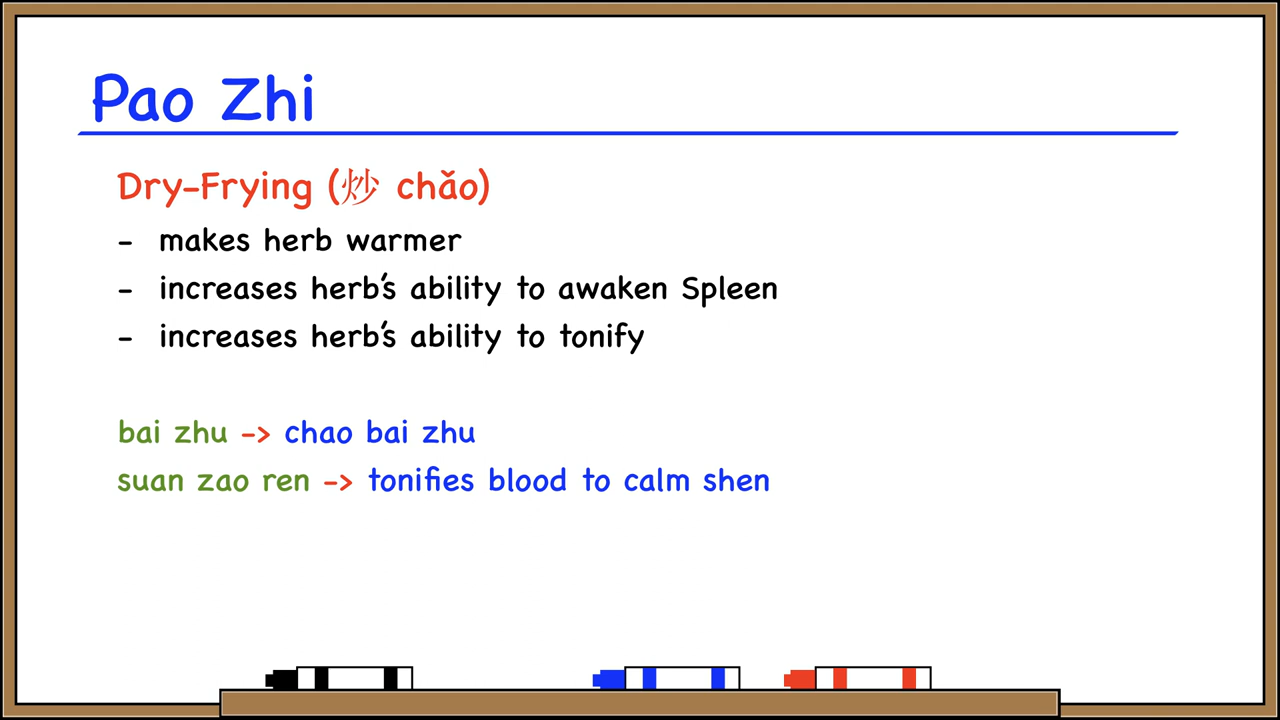 Pao Zhi
Dry-Frying (炒 chǎo)
- makes herb warmer
- increases herb's ability to awaken Spleen
- increases herb's ability to tonify
bai zhu -> chao bai zhu
suan zao ren -> tonifies blood to calm shen